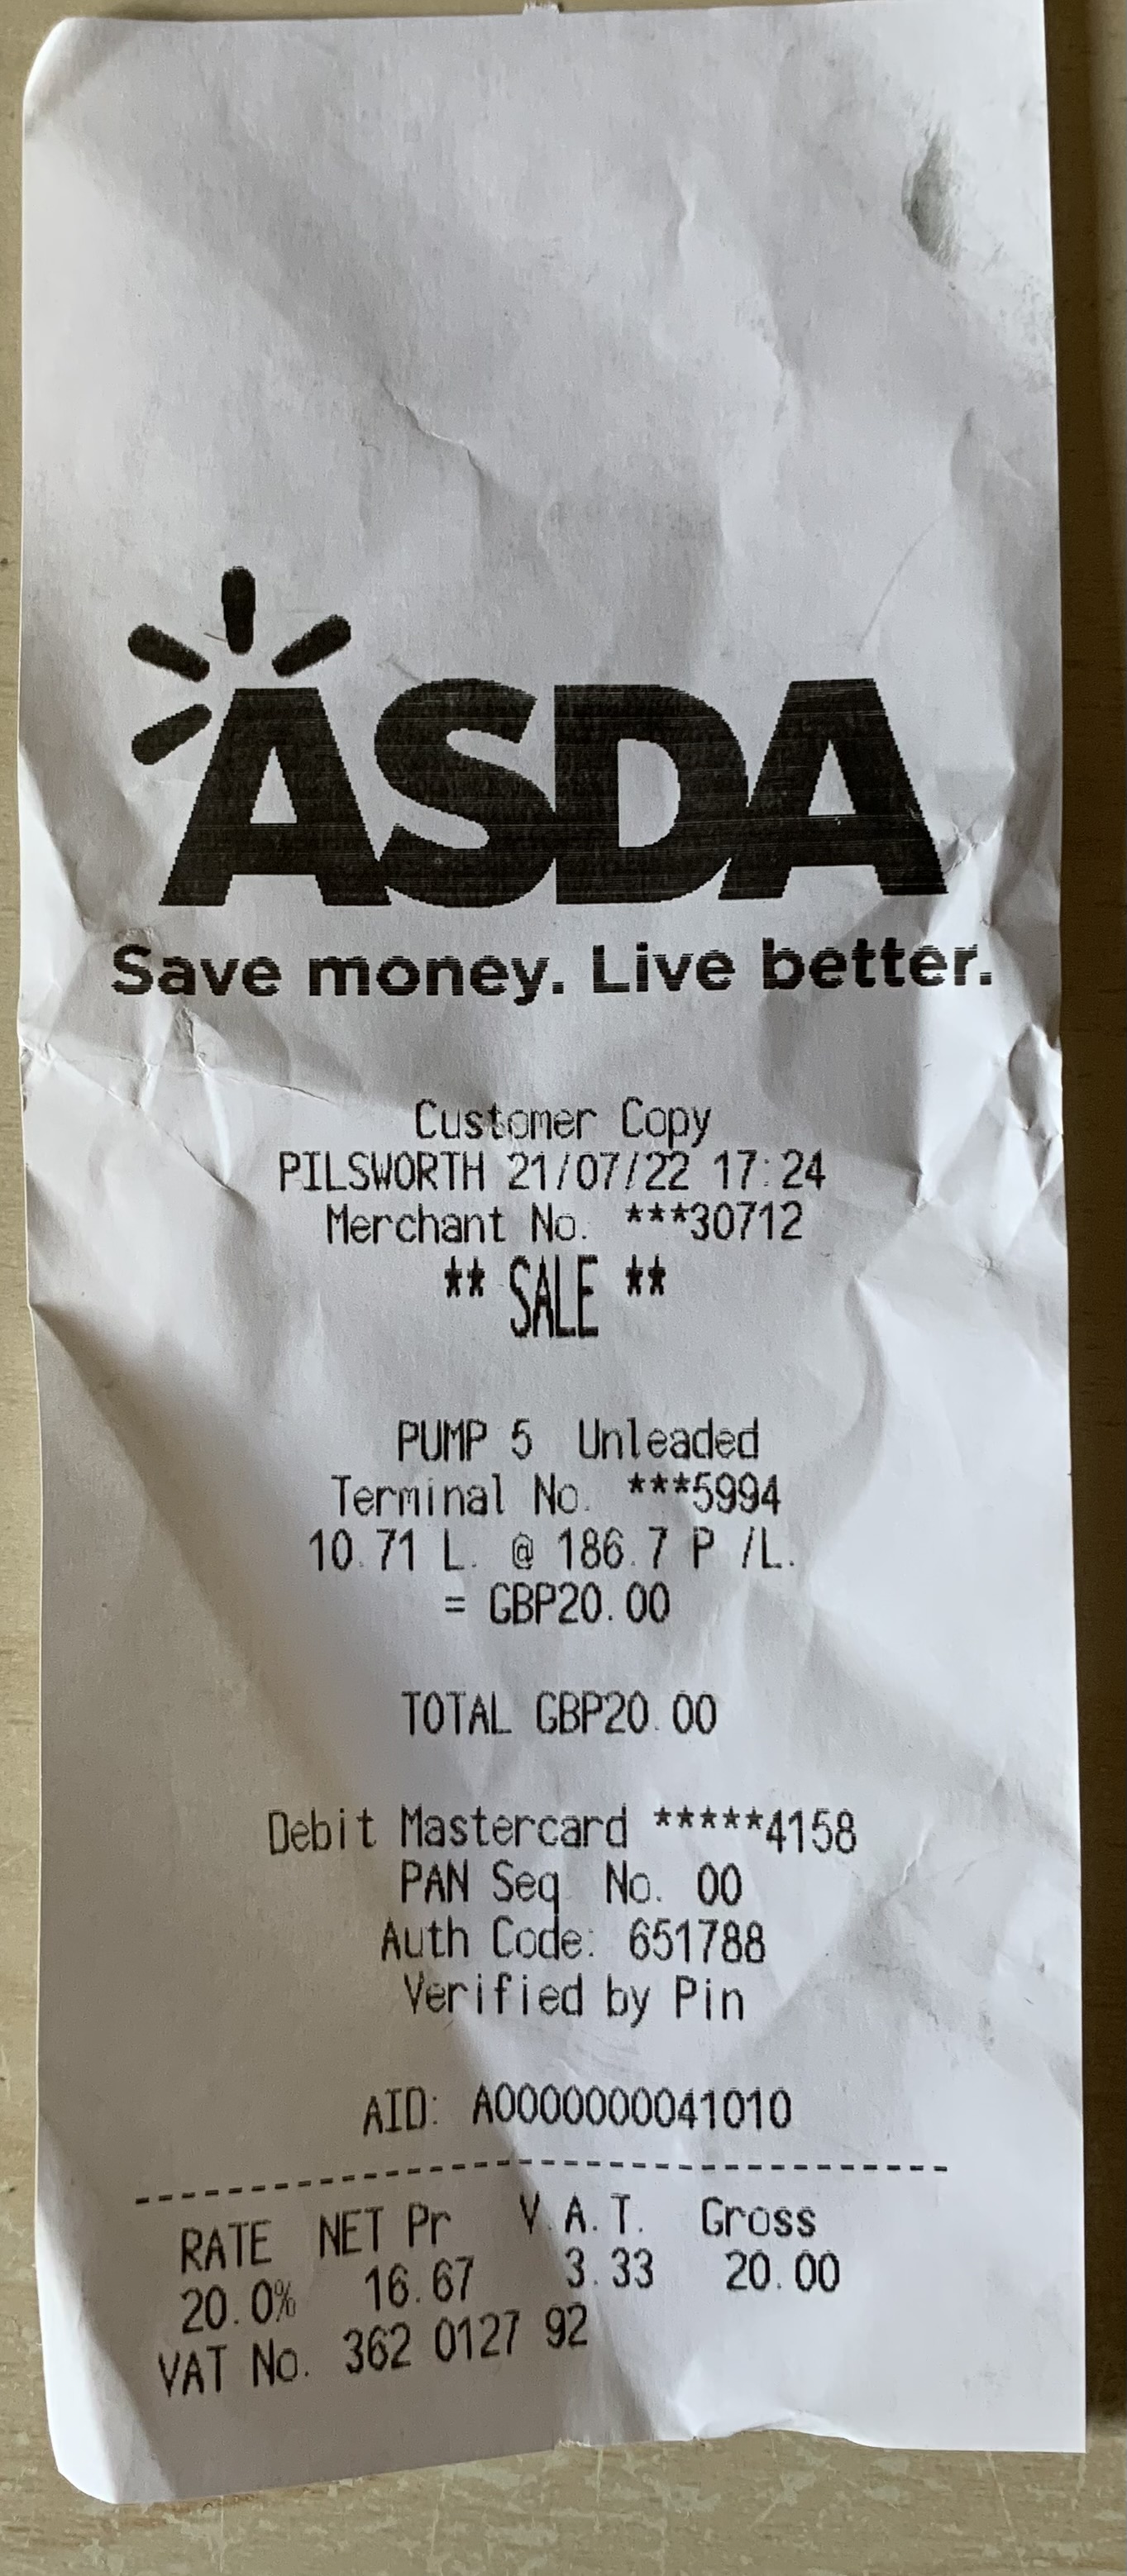 ASDA
Save money. Live better.
Customer Copy
PILSWORTH 21/07/22 17:24
Merchant No. ***30712
** SALE **
PUMP 5 Unleaded
Terminal No. ***5994
10.71 L. @ 186.7 P /L.
= GBP20.00
TOTAL GBP20.00
Debit Mastercard *****4158
PAN Seq. No. 00
Auth Code: 651788
Verified by Pin
AID: A0000000041010
--------------------------------
RATE NET Pr V.A.T. Gross
20.0% 16.67 3.33 20.00
VAT No. 362 0127 92